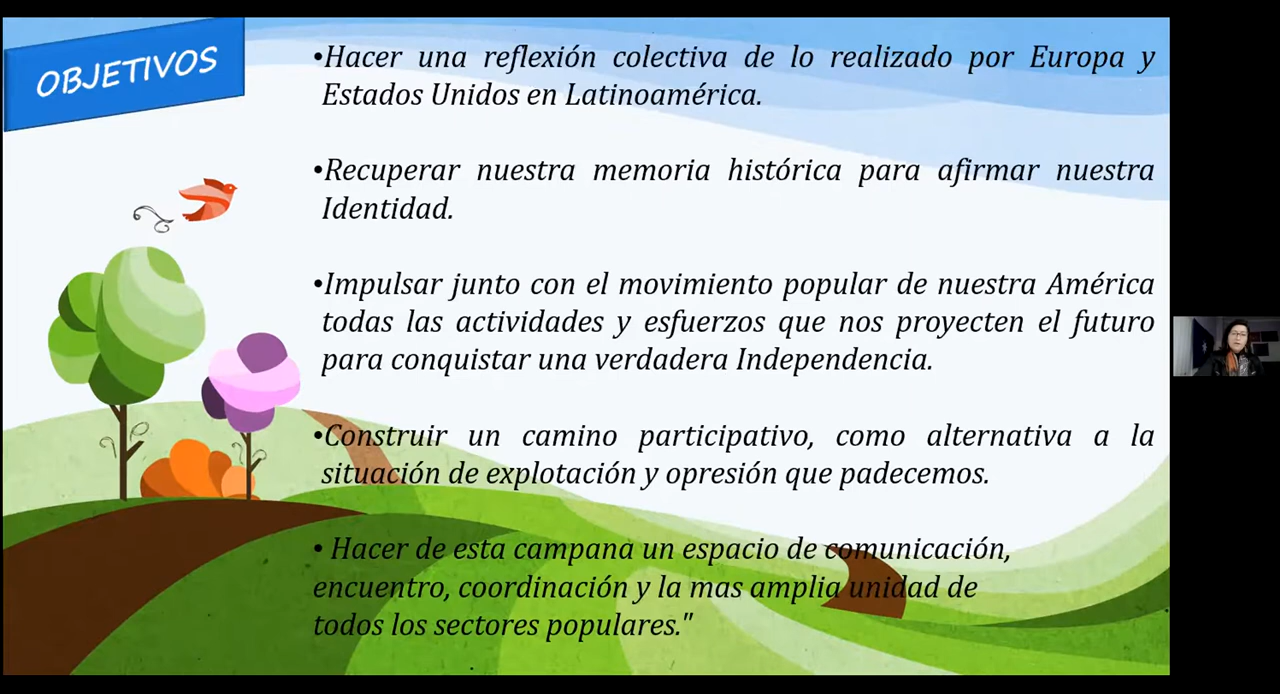 OBJETIVOS
•Hacer una reflexión colectiva de lo realizado por Europa y
Estados Unidos en Latinoamérica.
•Recuperar nuestra memoria histórica para afirmar nuestra
Identidad.
•Impulsar junto con el movimiento popular de nuestra América
todas las actividades y esfuerzos que nos proyecten el futuro
para conquistar una verdadera Independencia.
•Construir un camino participativo, como alternativa a la
situación de explotación y opresión que padecemos.
• Hacer de esta campana un espacio de comunicación,
encuentro, coordinación y la mas amplia unidad de
todos los sectores populares."